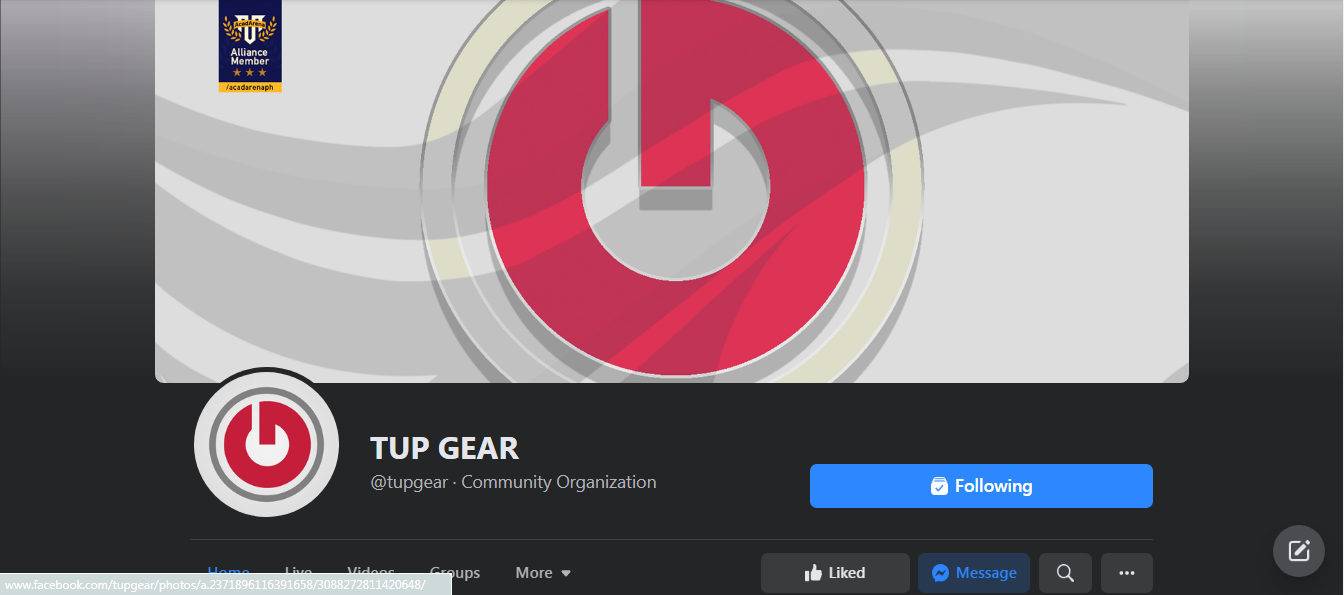 AcadArena
Alliance
Member
/acadarenaph
TUP GEAR
@tupgear · Community Organization
Following
Home Live Videos Groups More
Liked Message
www.facebook.com/tupgear/photos/a.2371896116391658/3088272811420648/